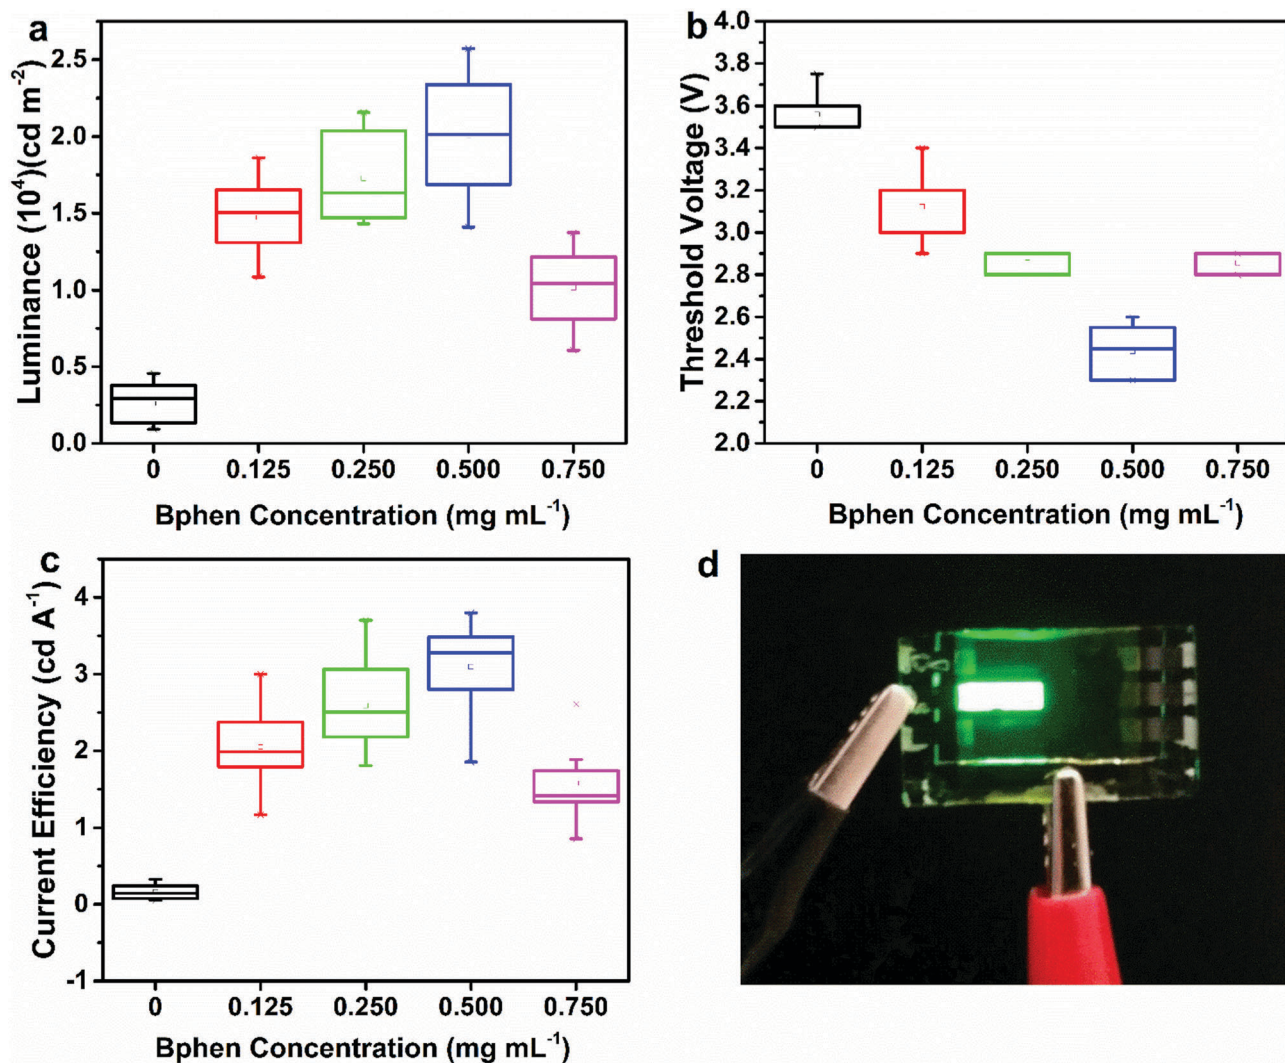 a
Luminance (10⁴)(cd m⁻²)
2.5
2.0
1.5
1.0
0.5
0.0
0 0.125 0.250 0.500 0.750
Bphen Concentration (mg mL⁻¹)
b
Threshold Voltage (V)
4.0
3.8
3.6
3.4
3.2
3.0
2.8
2.6
2.4
2.2
2.0
0 0.125 0.250 0.500 0.750
Bphen Concentration (mg mL⁻¹)
c
Current Efficiency (cd A⁻¹)
4
3
2
1
0
-1
0 0.125 0.250 0.500 0.750
Bphen Concentration (mg mL⁻¹)
d